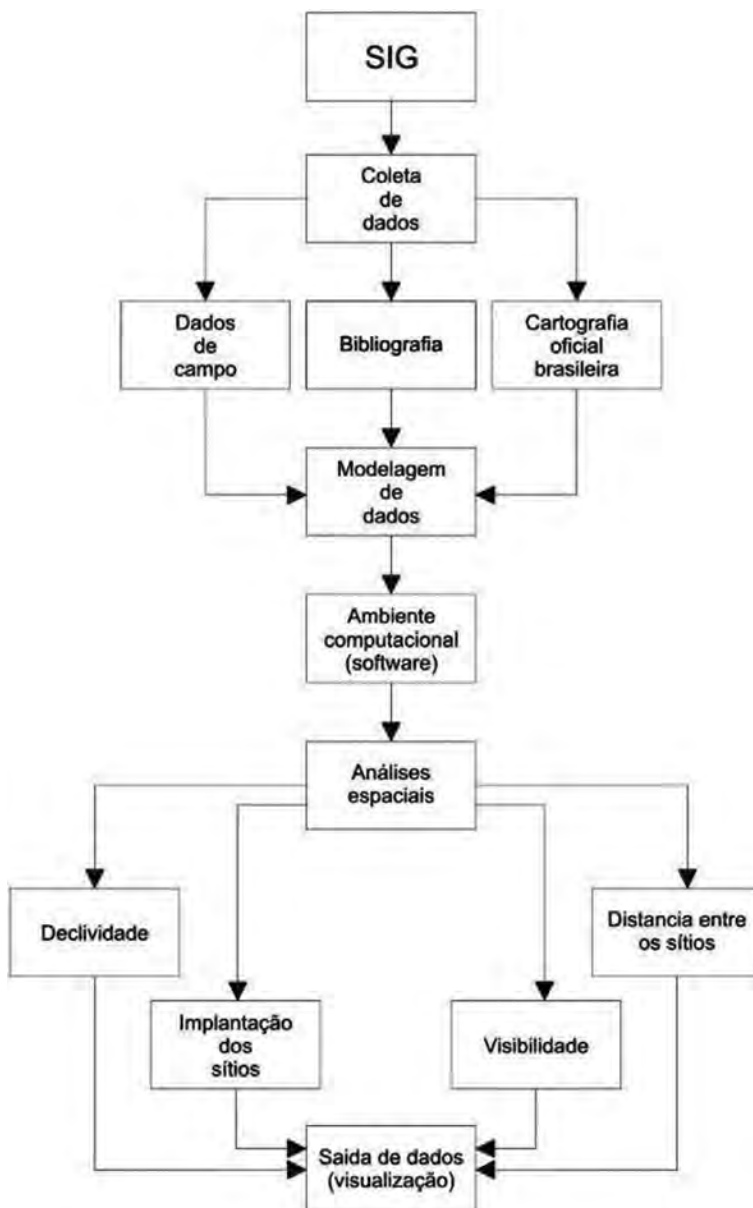 SIG
Coleta
de
dados
Dados
de
campo
Bibliografia
Cartografia
oficial
brasileira
Modelagem
de
dados
Ambiente
computacional
(software)
Análises
espaciais
Declividade
Distancia entre
os sítios
Implantação
dos
sítios
Visibilidade
Saida de dados
(visualização)